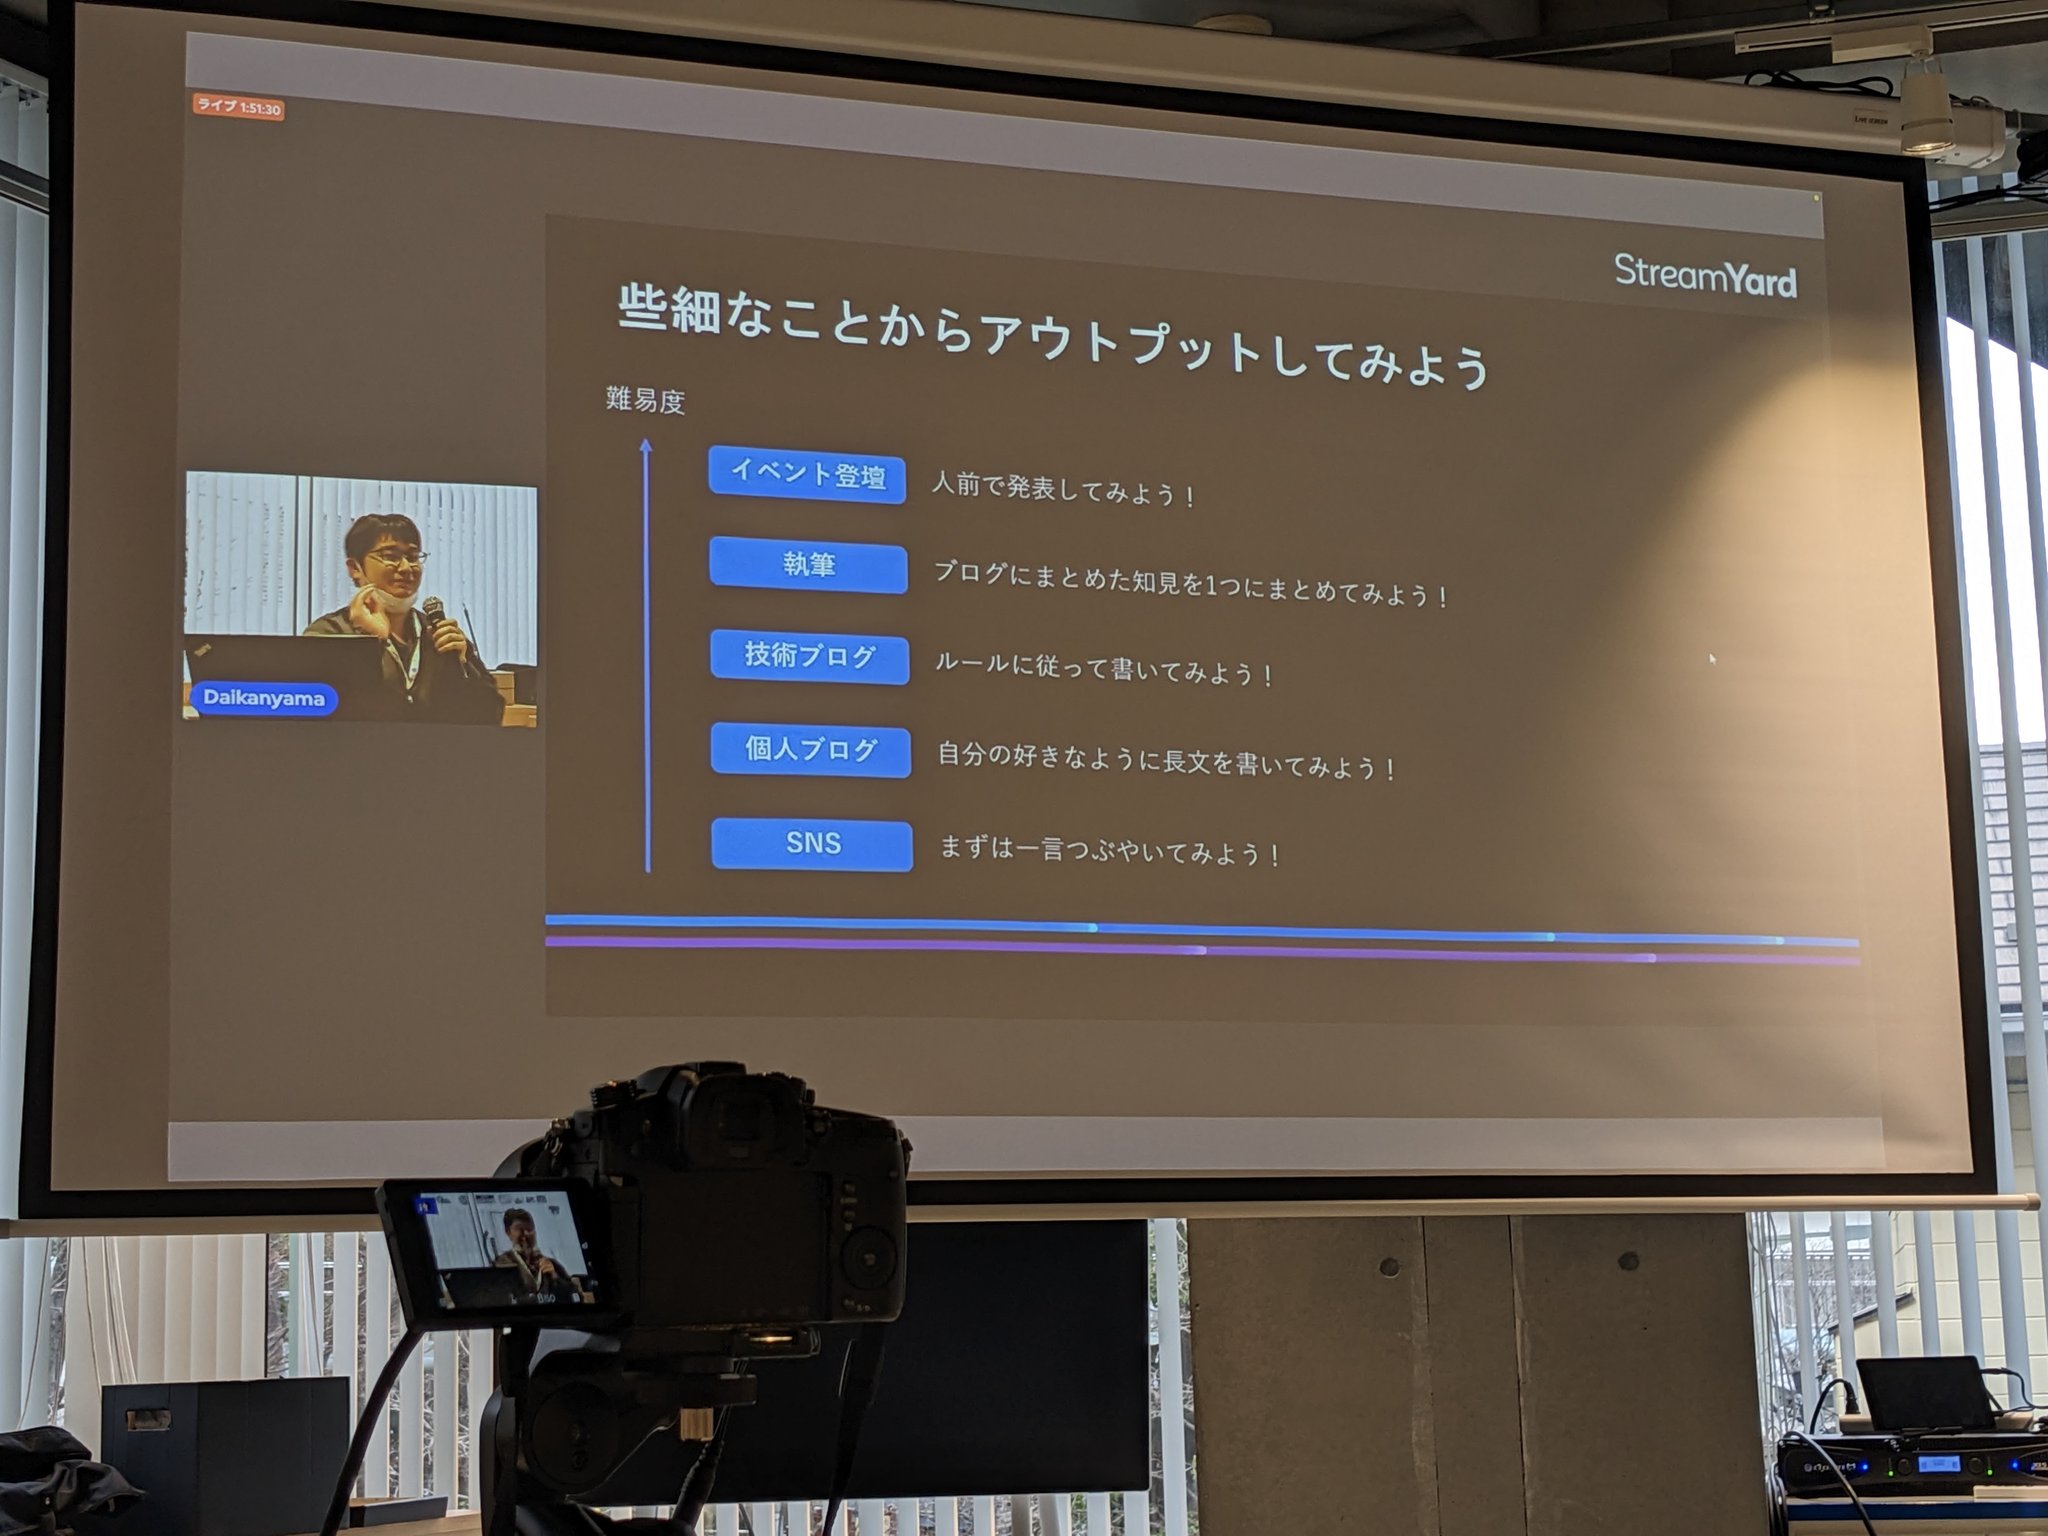 ライブ 1:51:30
StreamYard
些細なことからアウトプットしてみよう
難易度
イベント登壇 人前で発表してみよう！
執筆 ブログにまとめた知見を1つにまとめてみよう！
技術ブログ ルールに従って書いてみよう！
個人ブログ 自分の好きなように長文を書いてみよう！
SNS まずは一言つぶやいてみよう！
Daikanyama